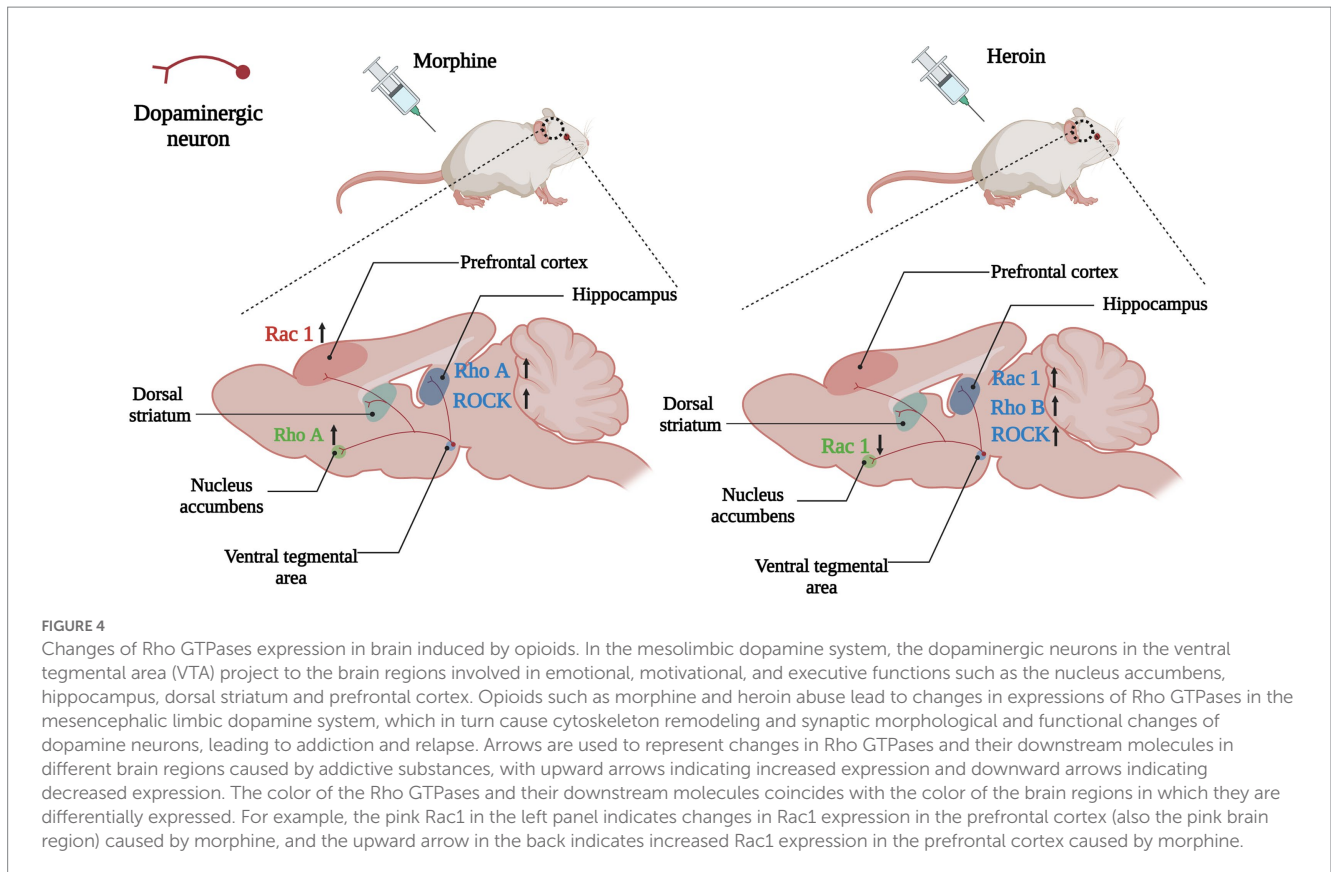 Dopaminergic
neuron
Morphine
Heroin
Prefrontal cortex
Hippocampus
Rac 1
Rho A
ROCK
Dorsal
striatum
Rho A
Nucleus
accumbens
Ventral tegmental
area
Prefrontal cortex
Hippocampus
Rac 1
Rho B
ROCK
Dorsal
striatum
Rac 1
Nucleus
accumbens
Ventral tegmental
area
FIGURE 4
Changes of Rho GTPases expression in brain induced by opioids. In the mesolimbic dopamine system, the dopaminergic neurons in the ventral
tegmental area (VTA) project to the brain regions involved in emotional, motivational, and executive functions such as the nucleus accumbens,
hippocampus, dorsal striatum and prefrontal cortex. Opioids such as morphine and heroin abuse lead to changes in expressions of Rho GTPases in the
mesencephalic limbic dopamine system, which in turn cause cytoskeleton remodeling and synaptic morphological and functional changes of
dopamine neurons, leading to addiction and relapse. Arrows are used to represent changes in Rho GTPases and their downstream molecules in
different brain regions caused by addictive substances, with upward arrows indicating increased expression and downward arrows indicating
decreased expression. The color of the Rho GTPases and their downstream molecules coincides with the color of the brain regions in which they are
differentially expressed. For example, the pink Rac1 in the left panel indicates changes in Rac1 expression in the prefrontal cortex (also the pink brain
region) caused by morphine, and the upward arrow in the back indicates increased Rac1 expression in the prefrontal cortex caused by morphine.